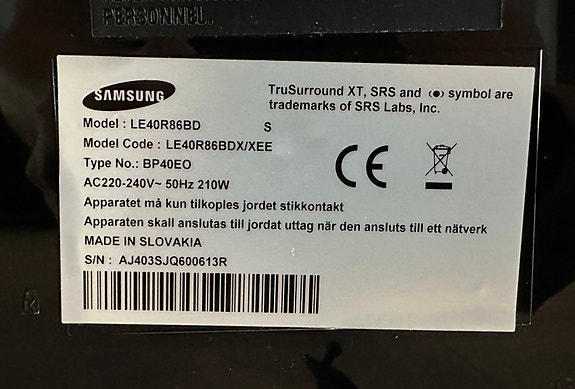 PERSONNEL.
SAMSUNG
TruSurround XT, SRS and (●) symbol are
trademarks of SRS Labs, Inc.
Model : LE40R86BD S
Model Code : LE40R86BDX/XEE
Type No.: BP40EO
AC220-240V~ 50Hz 210W
Apparatet må kun tilkoples jordet stikkontakt
Apparaten skall anslutas till jordat uttag när den ansluts till ett nätverk
MADE IN SLOVAKIA
S/N : AJ403SJQ600613R
CE